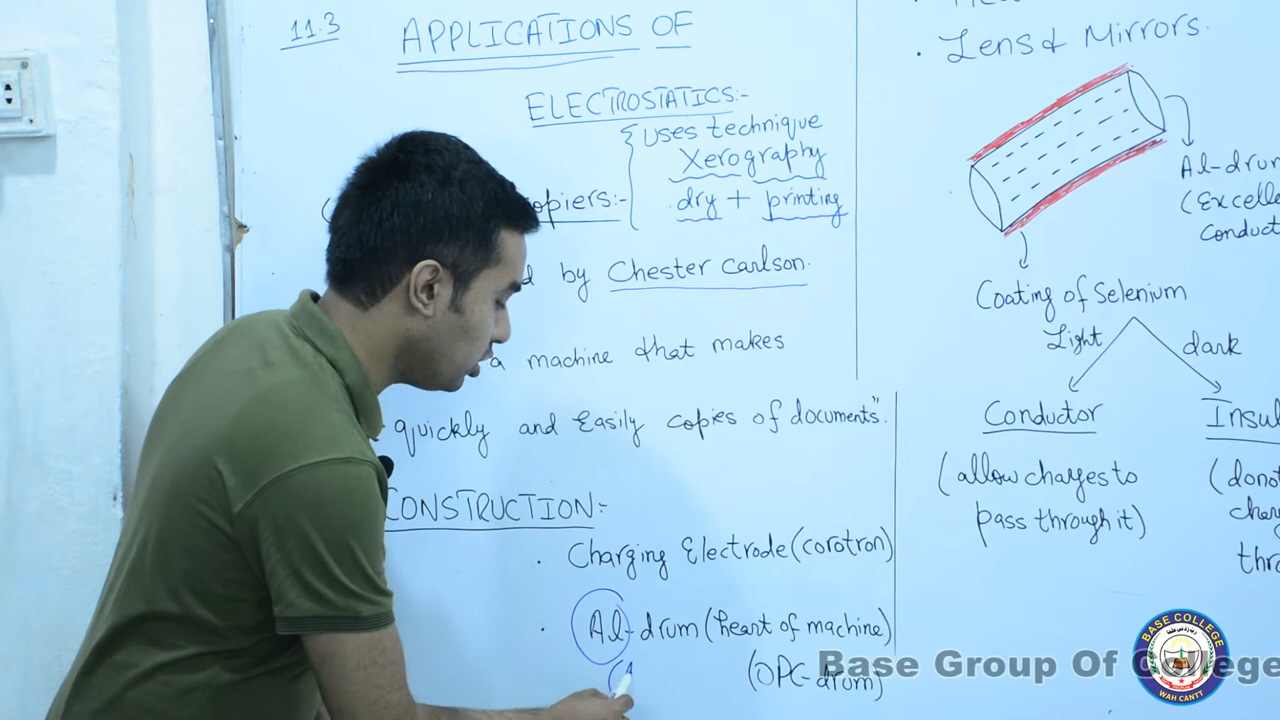 11.3 APPLICATIONS OF
ELECTROSTATICS:-
opiers:-
uses technique
Xerography
dry + printing
d by Chester Carlson.
a machine that makes
quickly and Easily copies of documents".
CONSTRUCTION:-
. Charging Electrode (corotron)
. Al-drum (heart of machine)
(OPC-drum)
. Lens & Mirrors.
Al-drum
(Excelle
Conduct
Coating of Selenium
Light dark
Conductor
(allow charges to
pass through it)
Insul
(donot
char
thro
Base Group Of College
BASE COLLEGE
WAH CANTT